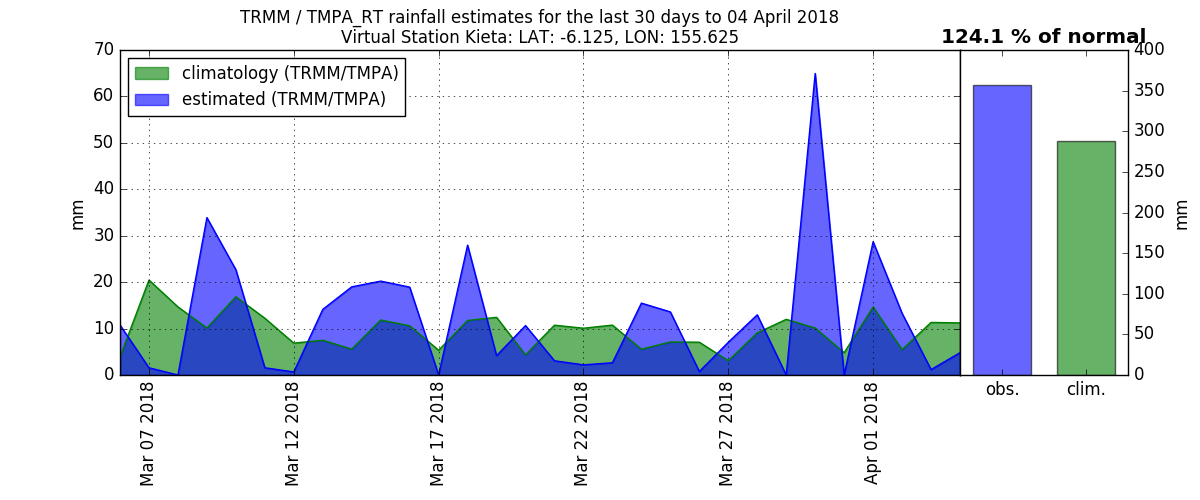 TRMM / TMPA_RT rainfall estimates for the last 30 days to 04 April 2018
Virtual Station Kieta: LAT: -6.125, LON: 155.625
124.1 % of normal
climatology (TRMM/TMPA)
estimated (TRMM/TMPA)
70
60
50
40
30
20
10
0
mm
Mar 07 2018
Mar 12 2018
Mar 17 2018
Mar 22 2018
Mar 27 2018
Apr 01 2018
400
350
300
250
200
150
100
50
0
mm
obs.
clim.